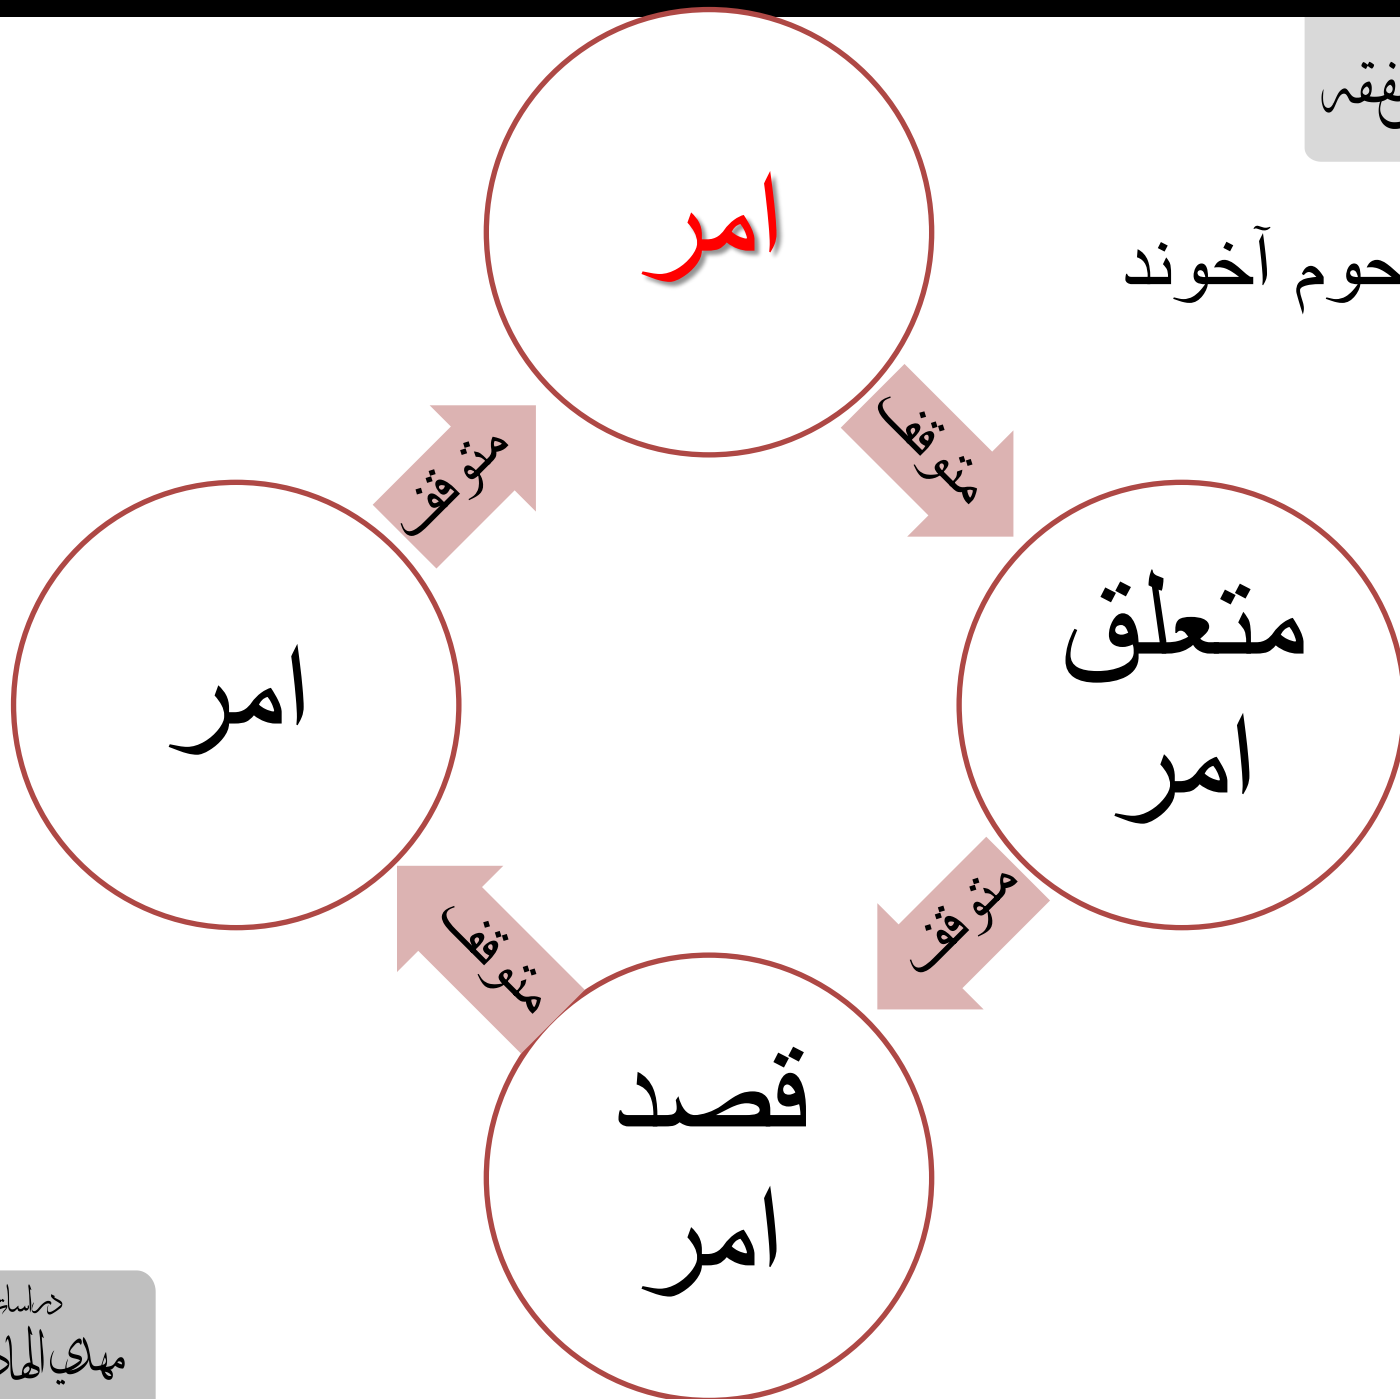 حوم آخوند
امر
متوقف
متعلق
امر
متوقف
قصد
امر
متوقف
امر
متوقف
مهدي الهاد